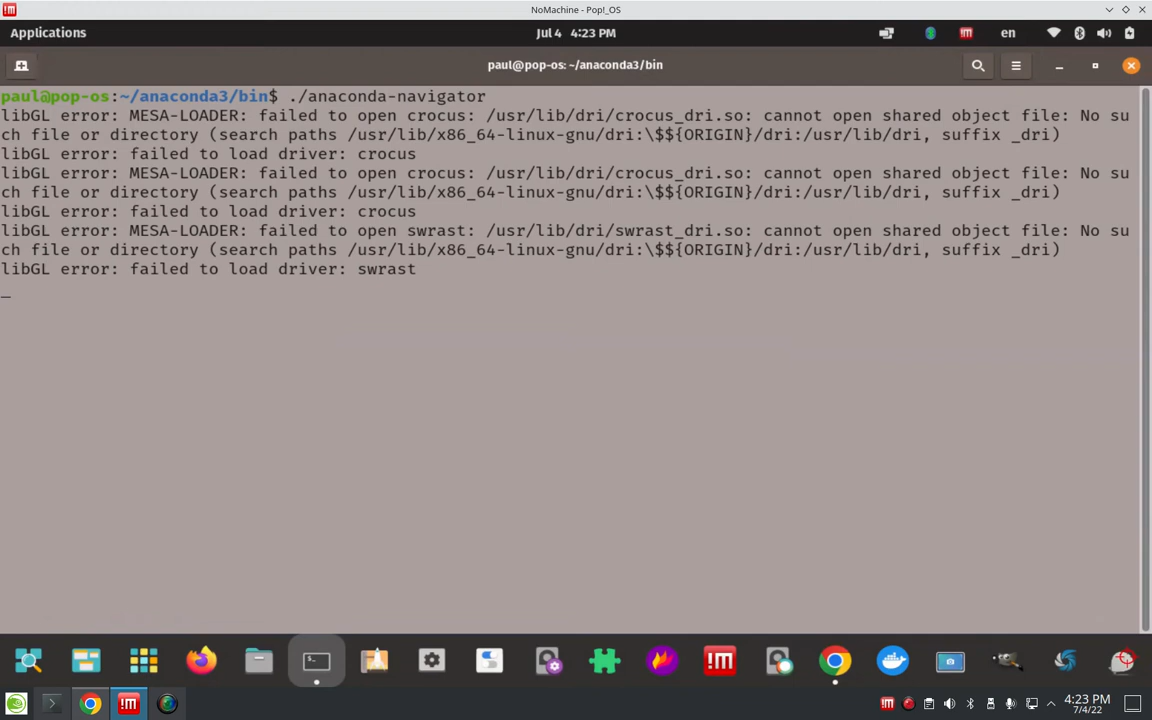 NoMachine - Pop!_OS
Applications
Jul 4 4:23 PM
en
paul@pop-os: ~/anaconda3/bin
paul@pop-os:~/anaconda3/bin$ ./anaconda-navigator
libGL error: MESA-LOADER: failed to open crocus: /usr/lib/dri/crocus_dri.so: cannot open shared object file: No su
ch file or directory (search paths /usr/lib/x86_64-linux-gnu/dri:\$${ORIGIN}/dri:/usr/lib/dri, suffix _dri)
libGL error: failed to load driver: crocus
libGL error: MESA-LOADER: failed to open crocus: /usr/lib/dri/crocus_dri.so: cannot open shared object file: No su
ch file or directory (search paths /usr/lib/x86_64-linux-gnu/dri:\$${ORIGIN}/dri:/usr/lib/dri, suffix _dri)
libGL error: failed to load driver: crocus
libGL error: MESA-LOADER: failed to open swrast: /usr/lib/dri/swrast_dri.so: cannot open shared object file: No su
ch file or directory (search paths /usr/lib/x86_64-linux-gnu/dri:\$${ORIGIN}/dri:/usr/lib/dri, suffix _dri)
libGL error: failed to load driver: swrast
4:23 PM
7/4/22